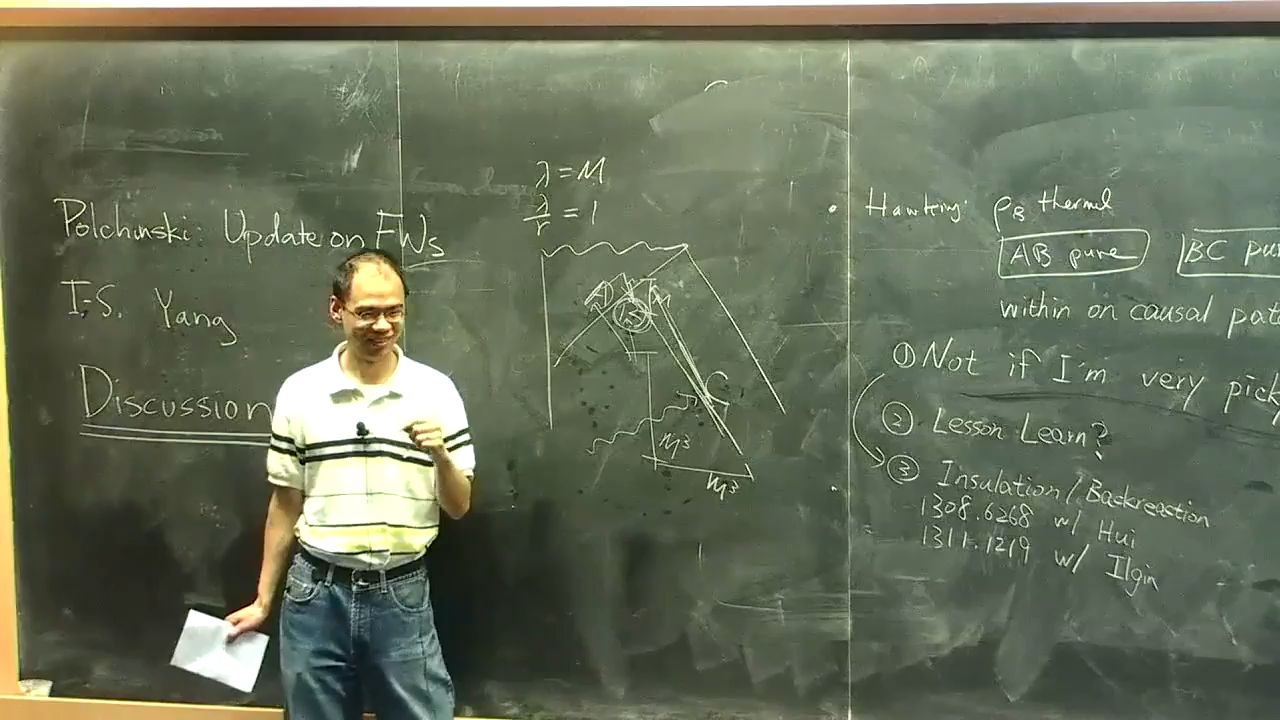 Polchinski: Update on FWs
I-S. Yang
Discussion
λ = M
λ/r = 1
A
B
C
M³
M³
• Hawking: ρB thermal
AB pure BC pu
within on causal pat
① Not if I'm very pick
② Lesson Learn?
③ Insulation / Backreaction
1308.6268 w/ Hui
1311.1219 w/ Ilgin